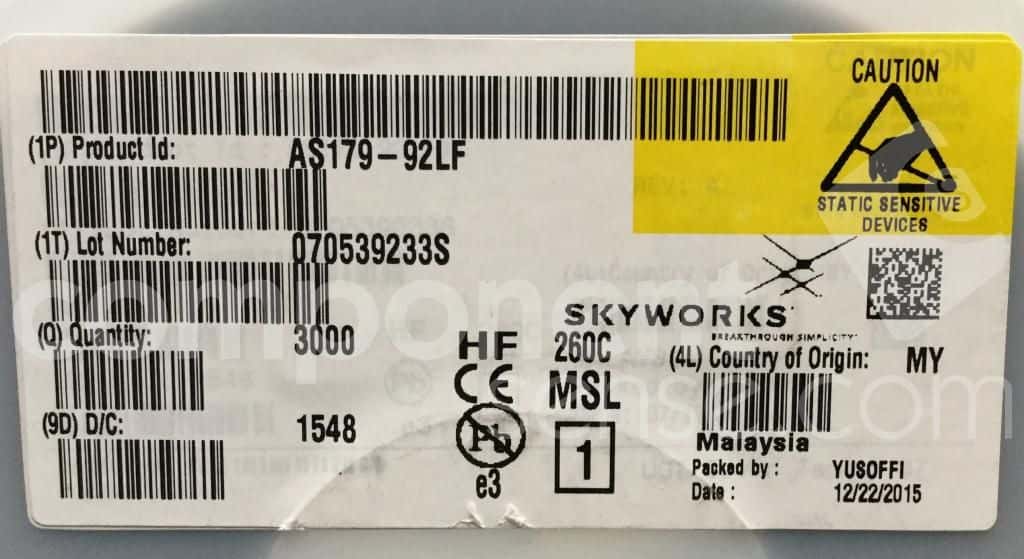 CAUTION
STATIC SENSITIVE
DEVICES
(1P) Product Id: AS179-92LF
(1T) Lot Number: 070539233S
(Q) Quantity: 3000
(9D) D/C: 1548
HF
CE
Pb
e3
260C
MSL
1
SKYWORKS
BREAKTHROUGH SIMPLICITY
(4L) Country of Origin: MY
Malaysia
Packed by : YUSOFFI
Date : 12/22/2015
component